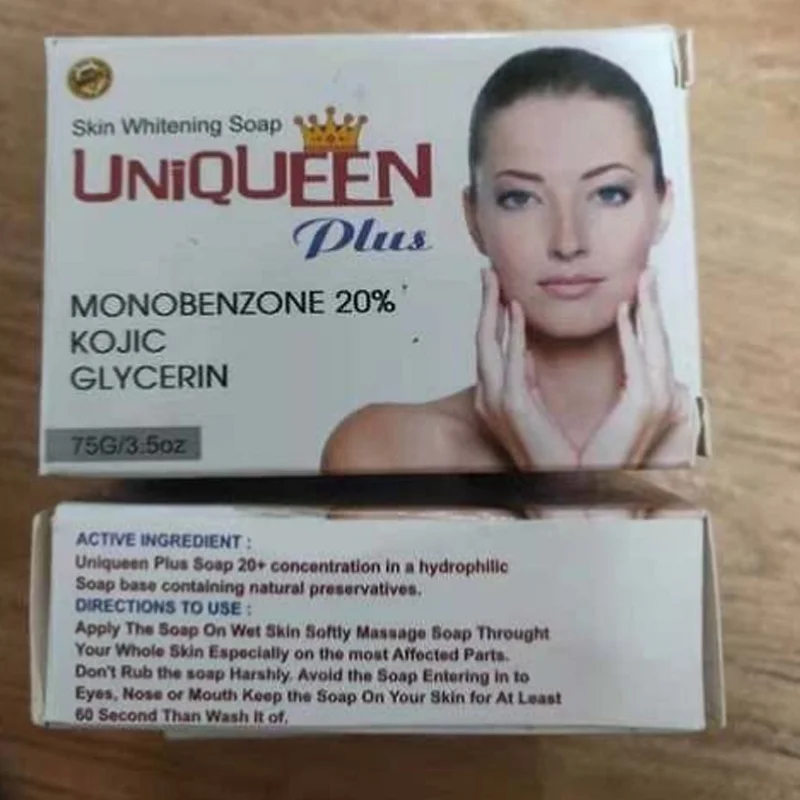 Skin Whitening Soap
UNiQUEEN
Plus
MONOBENZONE 20%
KOJIC
GLYCERIN
75G/3.5oz
ACTIVE INGREDIENT :
Uniqueen Plus Soap 20+ concentration in a hydrophilic
Soap base containing natural preservatives.
DIRECTIONS TO USE :
Apply The Soap On Wet Skin Softly Massage Soap Throught
Your Whole Skin Especially on the most Affected Parts.
Don't Rub the soap Harshly. Avoid the Soap Entering in to
Eyes, Nose or Mouth Keep the Soap On Your Skin for At Least
60 Second Than Wash It of.